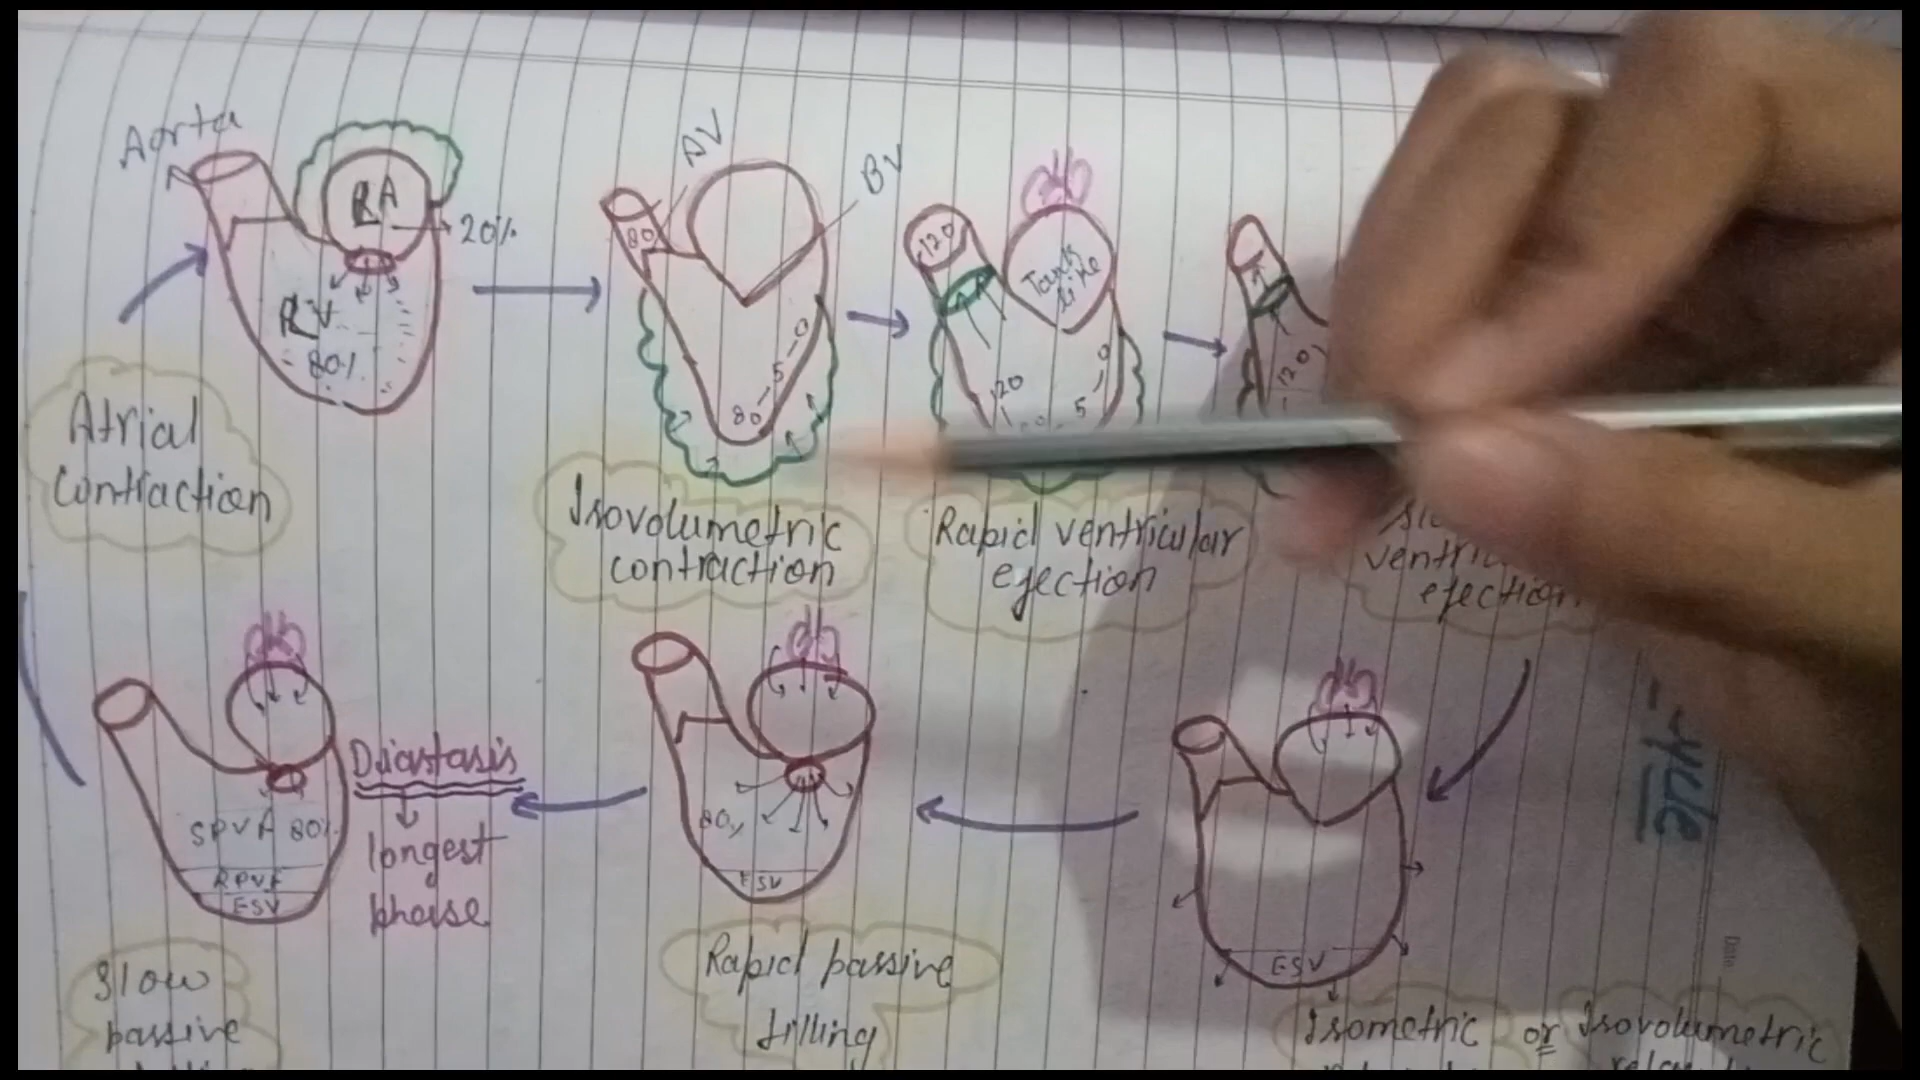 Aorta
RA
20%
RV
80%
Atrial
contraction
AV
BV
80
0
5
80
Isovolumetric
contraction
120
Tank
like
120
0
5
Rapid ventricular
ejection
120
ejection
Diastasis
longest
phase
80%
RPVF
ESV
Slow
passive
80%
ESV
Rapid passive
filling
ESV
Isometric or Isovolumetric
Date